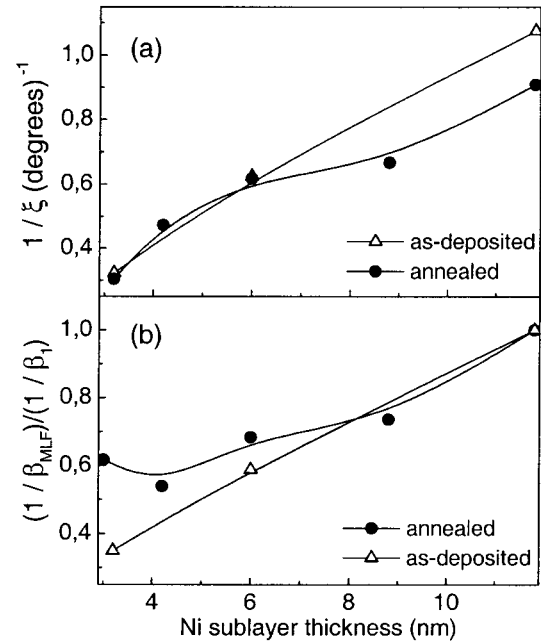 1,0
(a)
0,8
1 / ξ (degrees)⁻¹
0,6
0,4
as-deposited
annealed
1,0
(b)
0,8
(1 / β_MLF)/(1 / β₁)
0,6
0,4
annealed
as-deposited
4 6 8 10
Ni sublayer thickness (nm)